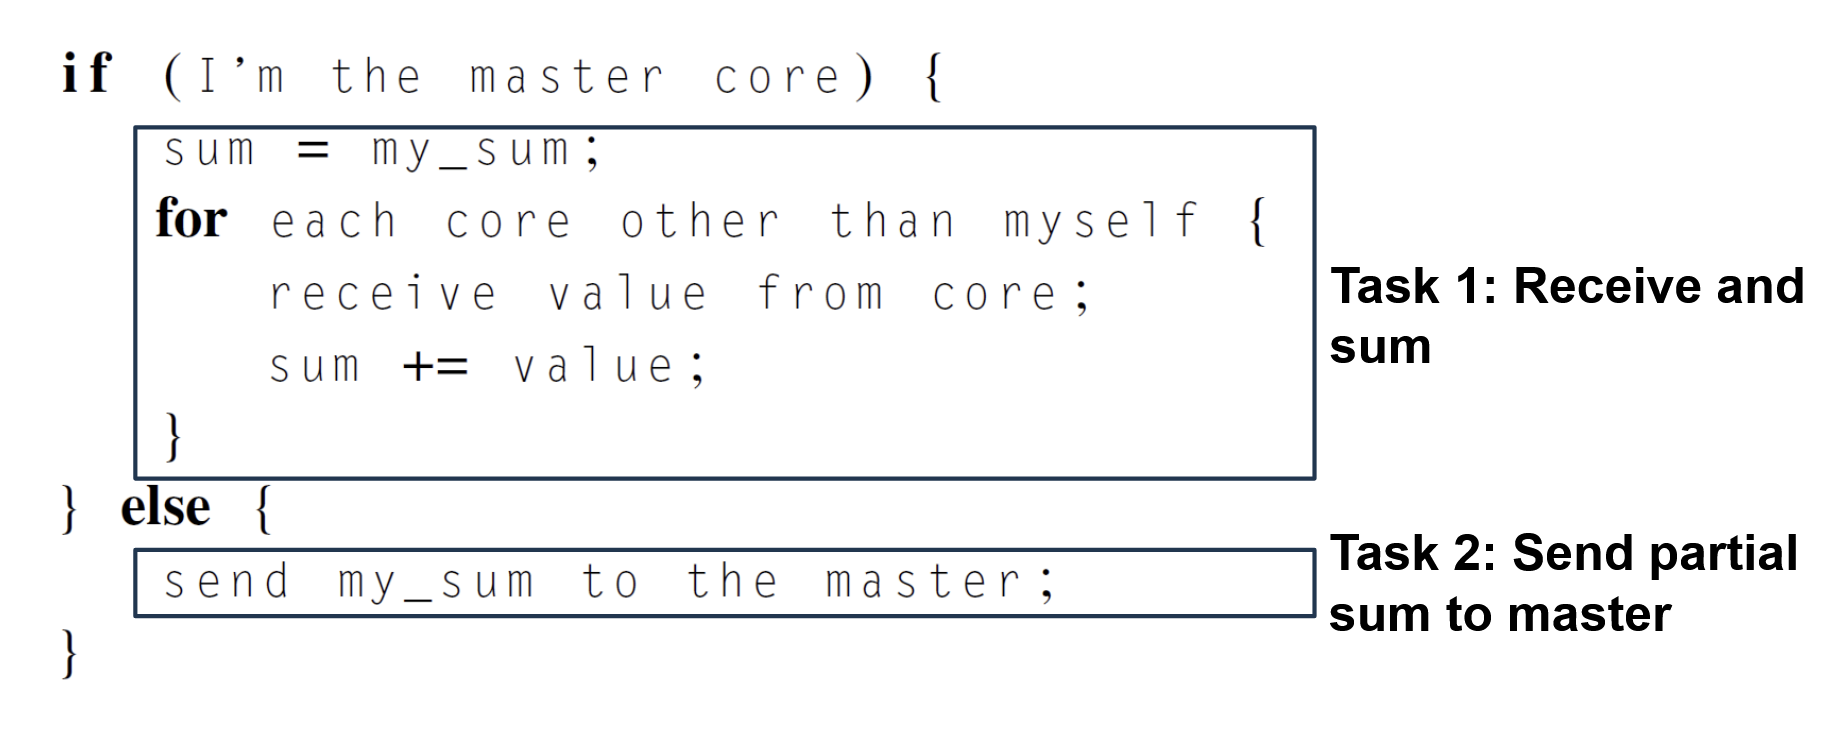 if (I'm the master core) {
sum = my_sum;
for each core other than myself {
receive value from core;
sum += value;
}
} else {
send my_sum to the master;
}
Task 1: Receive and
sum
Task 2: Send partial
sum to master